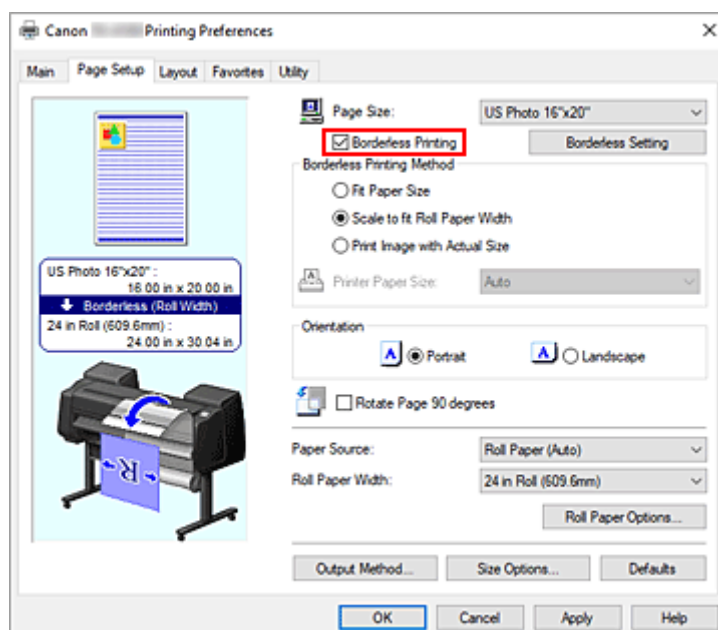 Canon Printing Preferences
Main Page Setup Layout Favorites Utility
Page Size: US Photo 16"x20"
Borderless Printing Borderless Setting
Borderless Printing Method
Fit Paper Size
Scale to fit Roll Paper Width
Print Image with Actual Size
Printer Paper Size: Auto
US Photo 16"x20" :
16.00 in x 20.00 in
Borderless (Roll Width)
24 in Roll (609.6mm) :
24.00 in x 30.04 in
Orientation
A Portrait A Landscape
Rotate Page 90 degrees
R
Paper Source: Roll Paper (Auto)
Roll Paper Width: 24 in Roll (609.6mm)
Roll Paper Options...
Output Method... Size Options... Defaults
OK Cancel Apply Help